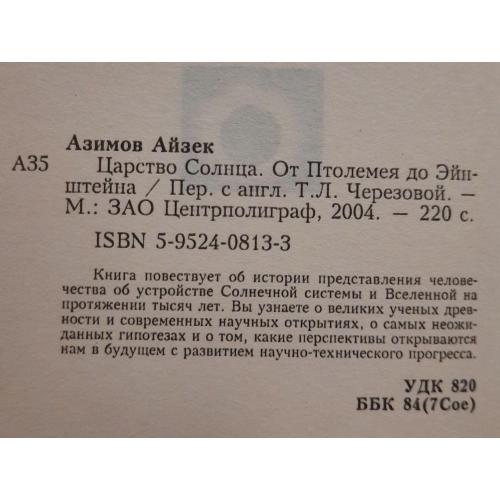 Азимов Айзек
А35 Царство Солнца. От Птолемея до Эйн-
штейна / Пер. с англ. Т.Л. Черезовой. —
М.: ЗАО Центрполиграф, 2004. — 220 с.
ISBN 5-9524-0813-3
Книга повествует об истории представления челове-
чества об устройстве Солнечной системы и Вселенной на
протяжении тысяч лет. Вы узнаете о великих ученых древ-
ности и современных научных открытиях, о самых неожи-
данных гипотезах и о том, какие перспективы открываются
нам в будущем с развитием научно-технического прогресса.
УДК 820
ББК 84(7Сое)